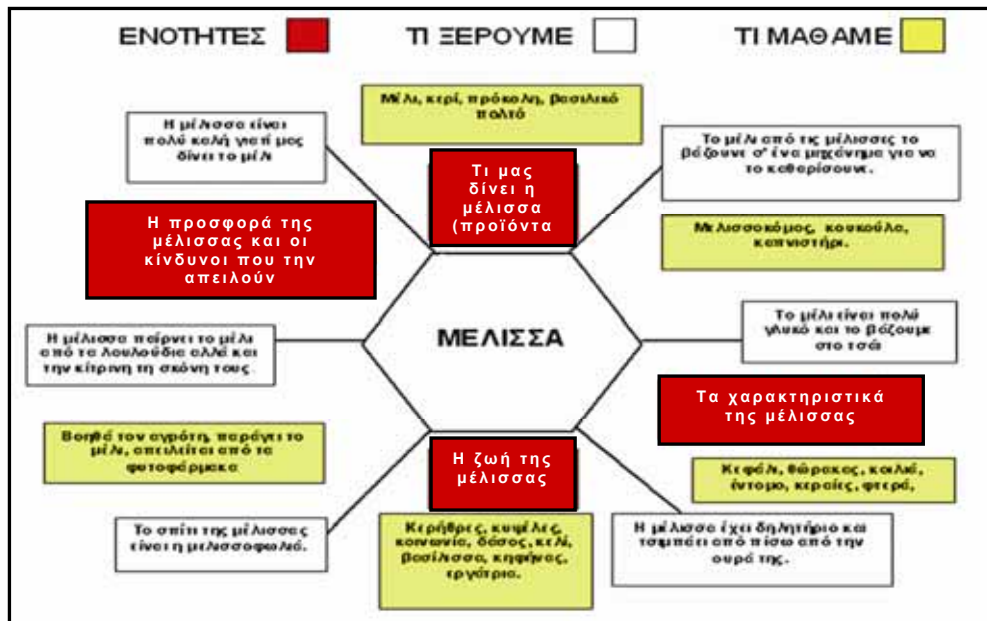 ΕΝΟΤΗΤΕΣ
ΤΙ ΞΕΡΟΥΜΕ
ΤΙ ΜΑΘΑΜΕ
Μέλι, κερί, πρόπολη, βασιλικό
πολτό
Η μέλισσα είναι
πολύ καλή γιατί μας
δίνει το μέλι
Τι μας
δίνει η
μέλισσα
(προϊόντα
Το μέλι από τις μέλισσες το
βάζουνε σ' ένα μηχάνημα για να
το καθαρίσουνε.
Η προσφορά της
μέλισσας και οι
κίνδυνοι που την
απειλούν
Μελισσοκόμος, κουκούλα,
καπνιστήρι.
ΜΕΛΙΣΣΑ
Η μέλισσα παίρνει το μέλι
από τα λουλούδια αλλά και
την κίτρινη τη σκόνη τους.
Το μέλι είναι πολύ
γλυκό και το βάζουμε
στο τσάι
Τα χαρακτηριστικά
της μέλισσας
Βοηθά τον αγρότη, παράγει το
μέλι, απειλείται από τα
φυτοφάρμακα
Η ζωή της
μέλισσας
Κεφάλι, θώρακας, κοιλιά,
έντομο, κεραίες, φτερά,
Το σπίτι της μέλισσας
είναι η μελισσοφωλιά.
Κερήθρες, κυψέλες,
κοινωνία, δάσος, κελί,
βασίλισσα, κηφήνας,
εργάτρια.
Η μέλισσα έχει δηλητήριο και
τσιμπάει από πίσω από την
ουρά της.